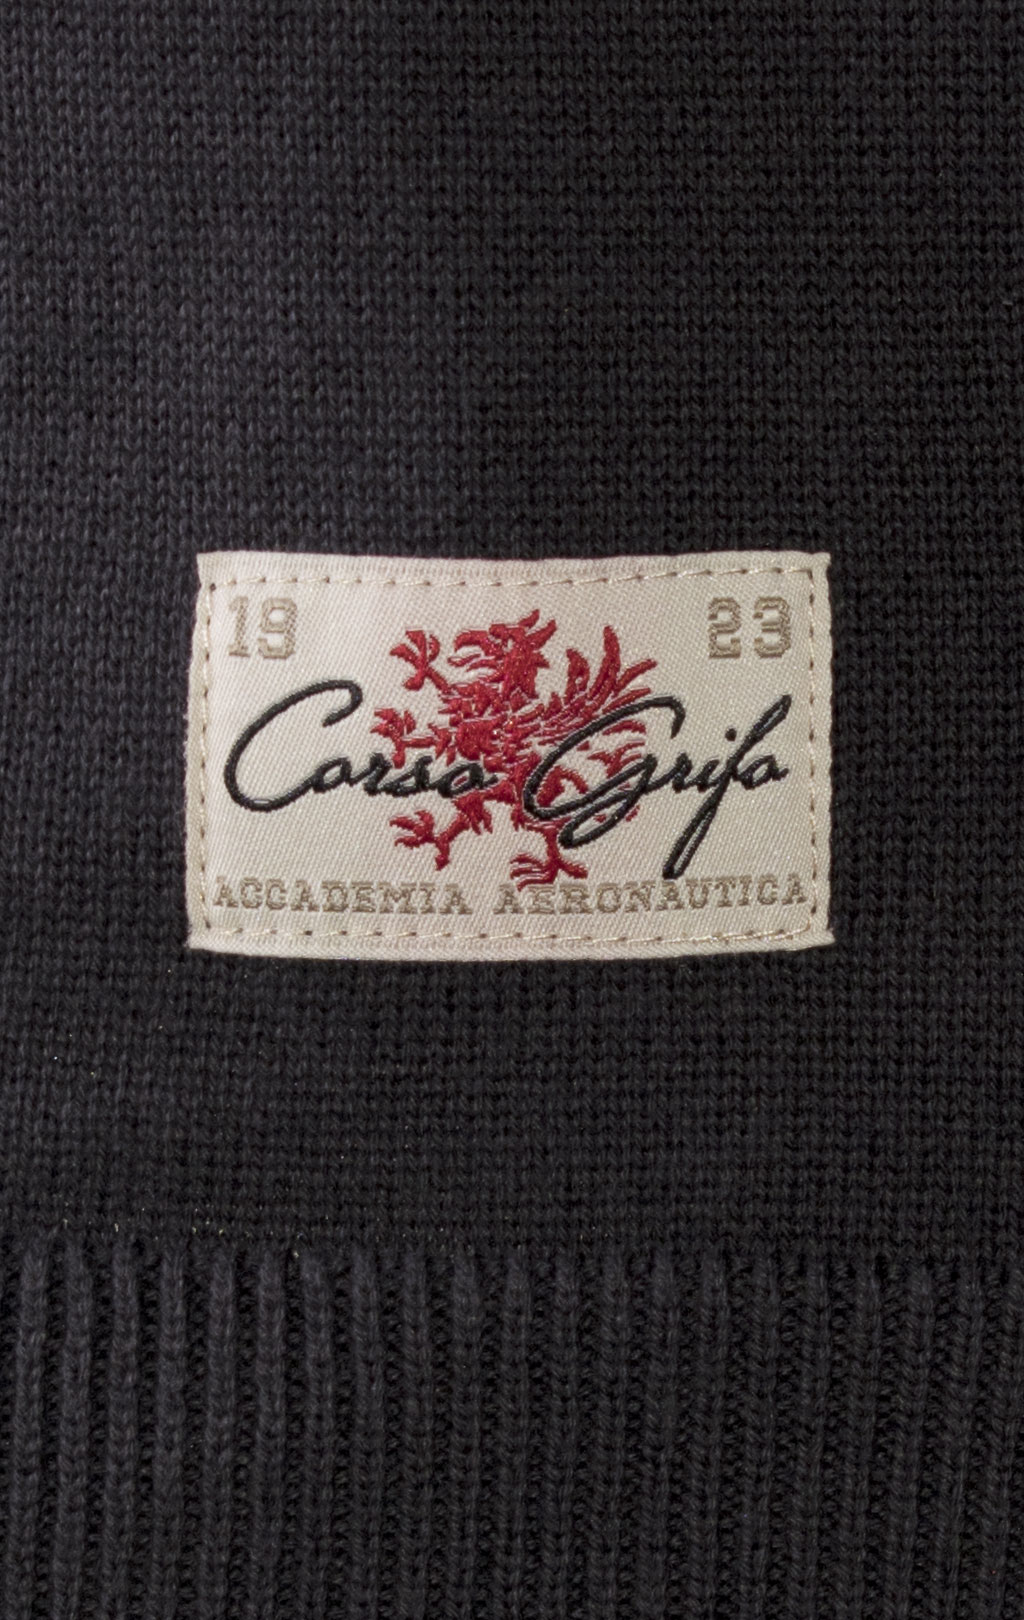 19 23
Corso Grifo
ACCADEMIA AERONAUTICA